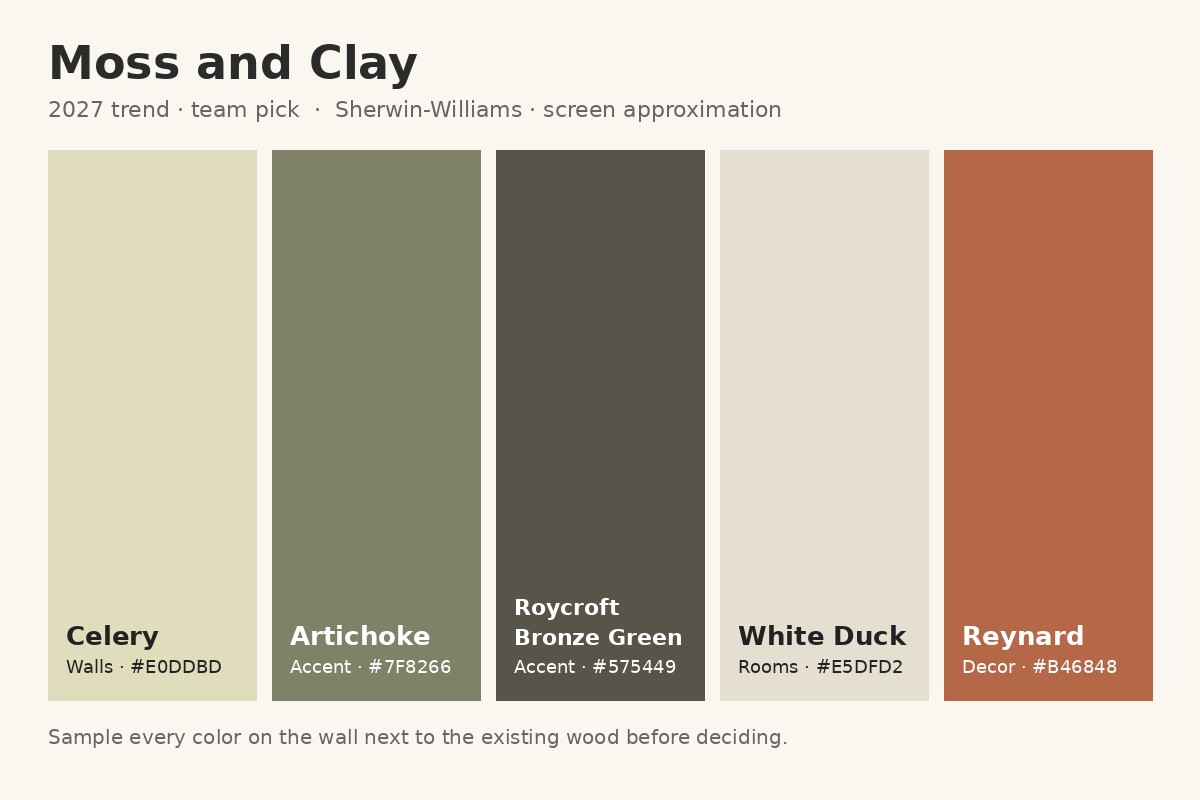 Moss and Clay
2027 trend · team pick · Sherwin-Williams · screen approximation
Celery
Walls · #E0DDBD
Artichoke
Accent · #7F8266
Roycroft
Bronze Green
Accent · #575449
White Duck
Rooms · #E5DFD2
Reynard
Decor · #B46848
Sample every color on the wall next to the existing wood before deciding.